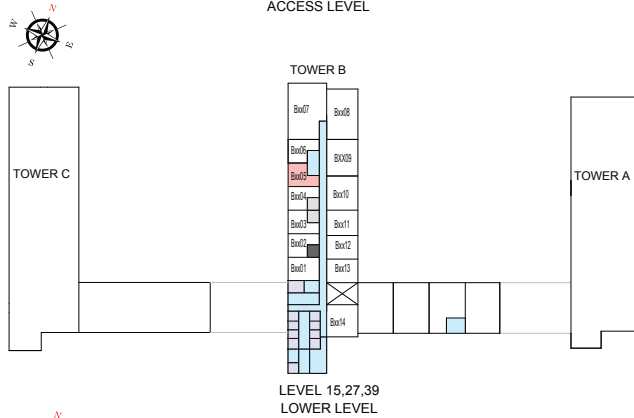 ACCESS LEVEL
N
W
E
S
TOWER B
Bxx07
Bxx08
Bxx06
BXX09
TOWER C
Bxx05
TOWER A
Bxx04
Bxx10
Bxx03
Bxx11
Bxx02
Bxx12
Bxx01
Bxx13
Bxx14
LEVEL 15,27,39
LOWER LEVEL
N